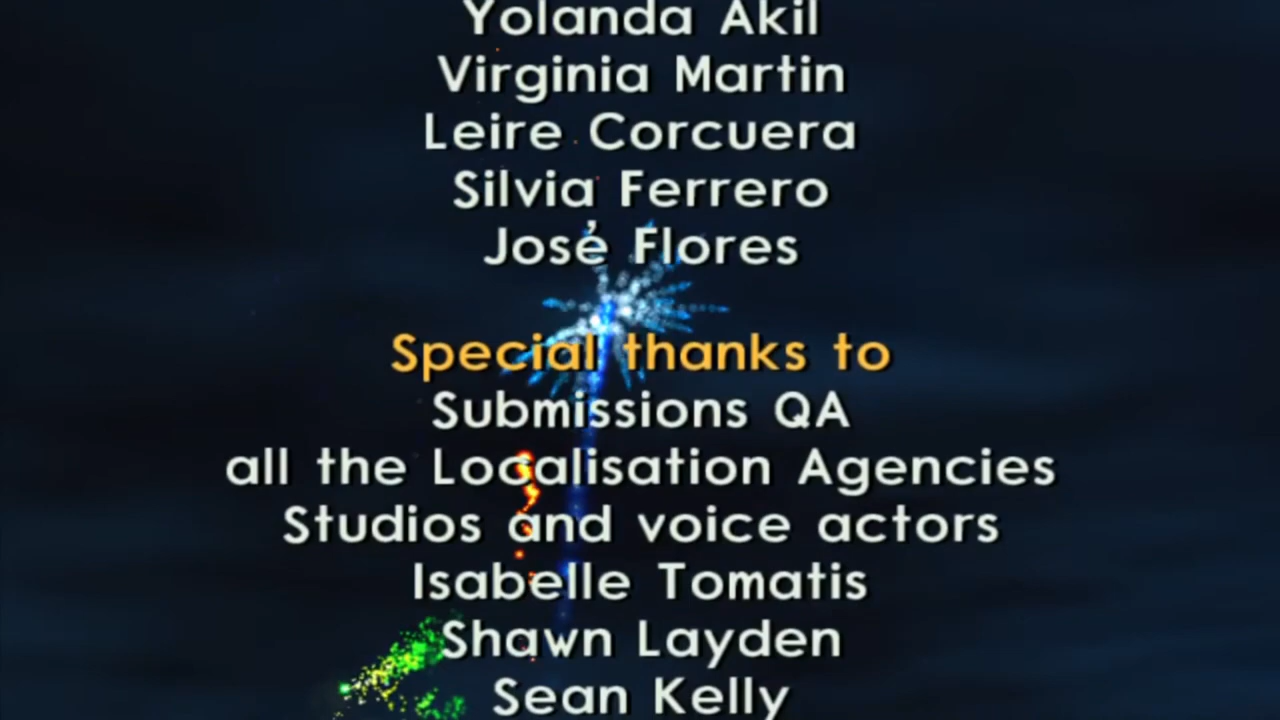 Yolanda Akil
Virginia Martin
Leire Corcuera
Silvia Ferrero
José Flores
Special thanks to
Submissions QA
all the Localisation Agencies
Studios and voice actors
Isabelle Tomatis
Shawn Layden
Sean Kelly